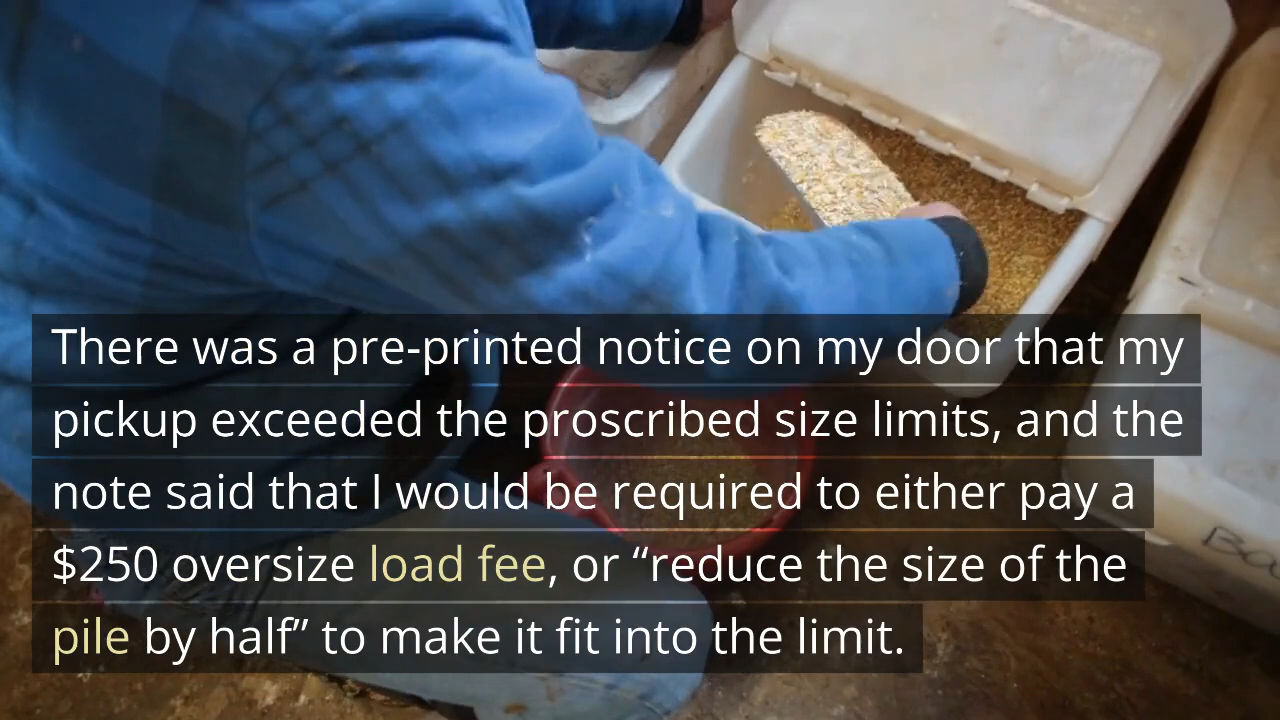 There was a pre-printed notice on my door that my
pickup exceeded the proscribed size limits, and the
note said that I would be required to either pay a
$250 oversize load fee, or “reduce the size of the
pile by half” to make it fit into the limit.